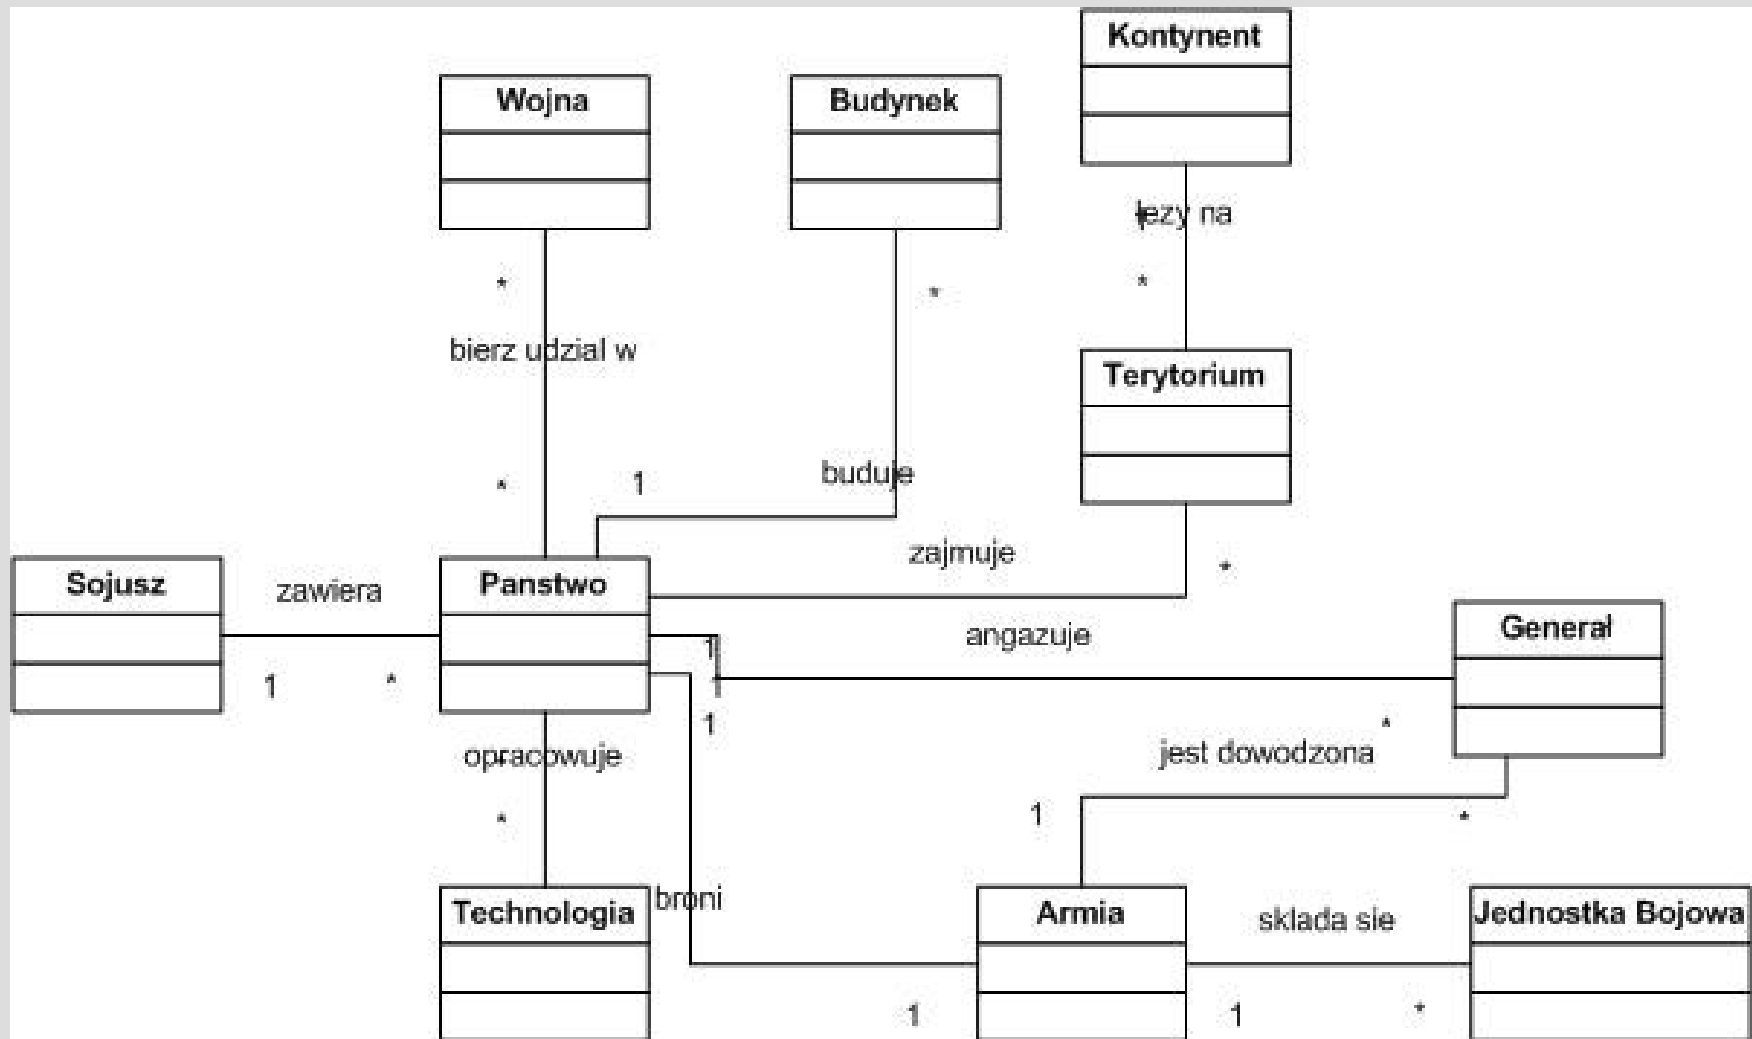 Kontynent
Wojna
Budynek
lezy na
*
*
*
bierz udzial w
Terytorium
*
1
buduje
zajmuje
*
Sojusz
zawiera
Panstwo
angazuje
Generał
1
*
1
1
1
*
opracowuje
jest dowodzona
*
1
*
broni
Technologia
Armia
sklada sie
Jednostka Bojowa
1
1
*